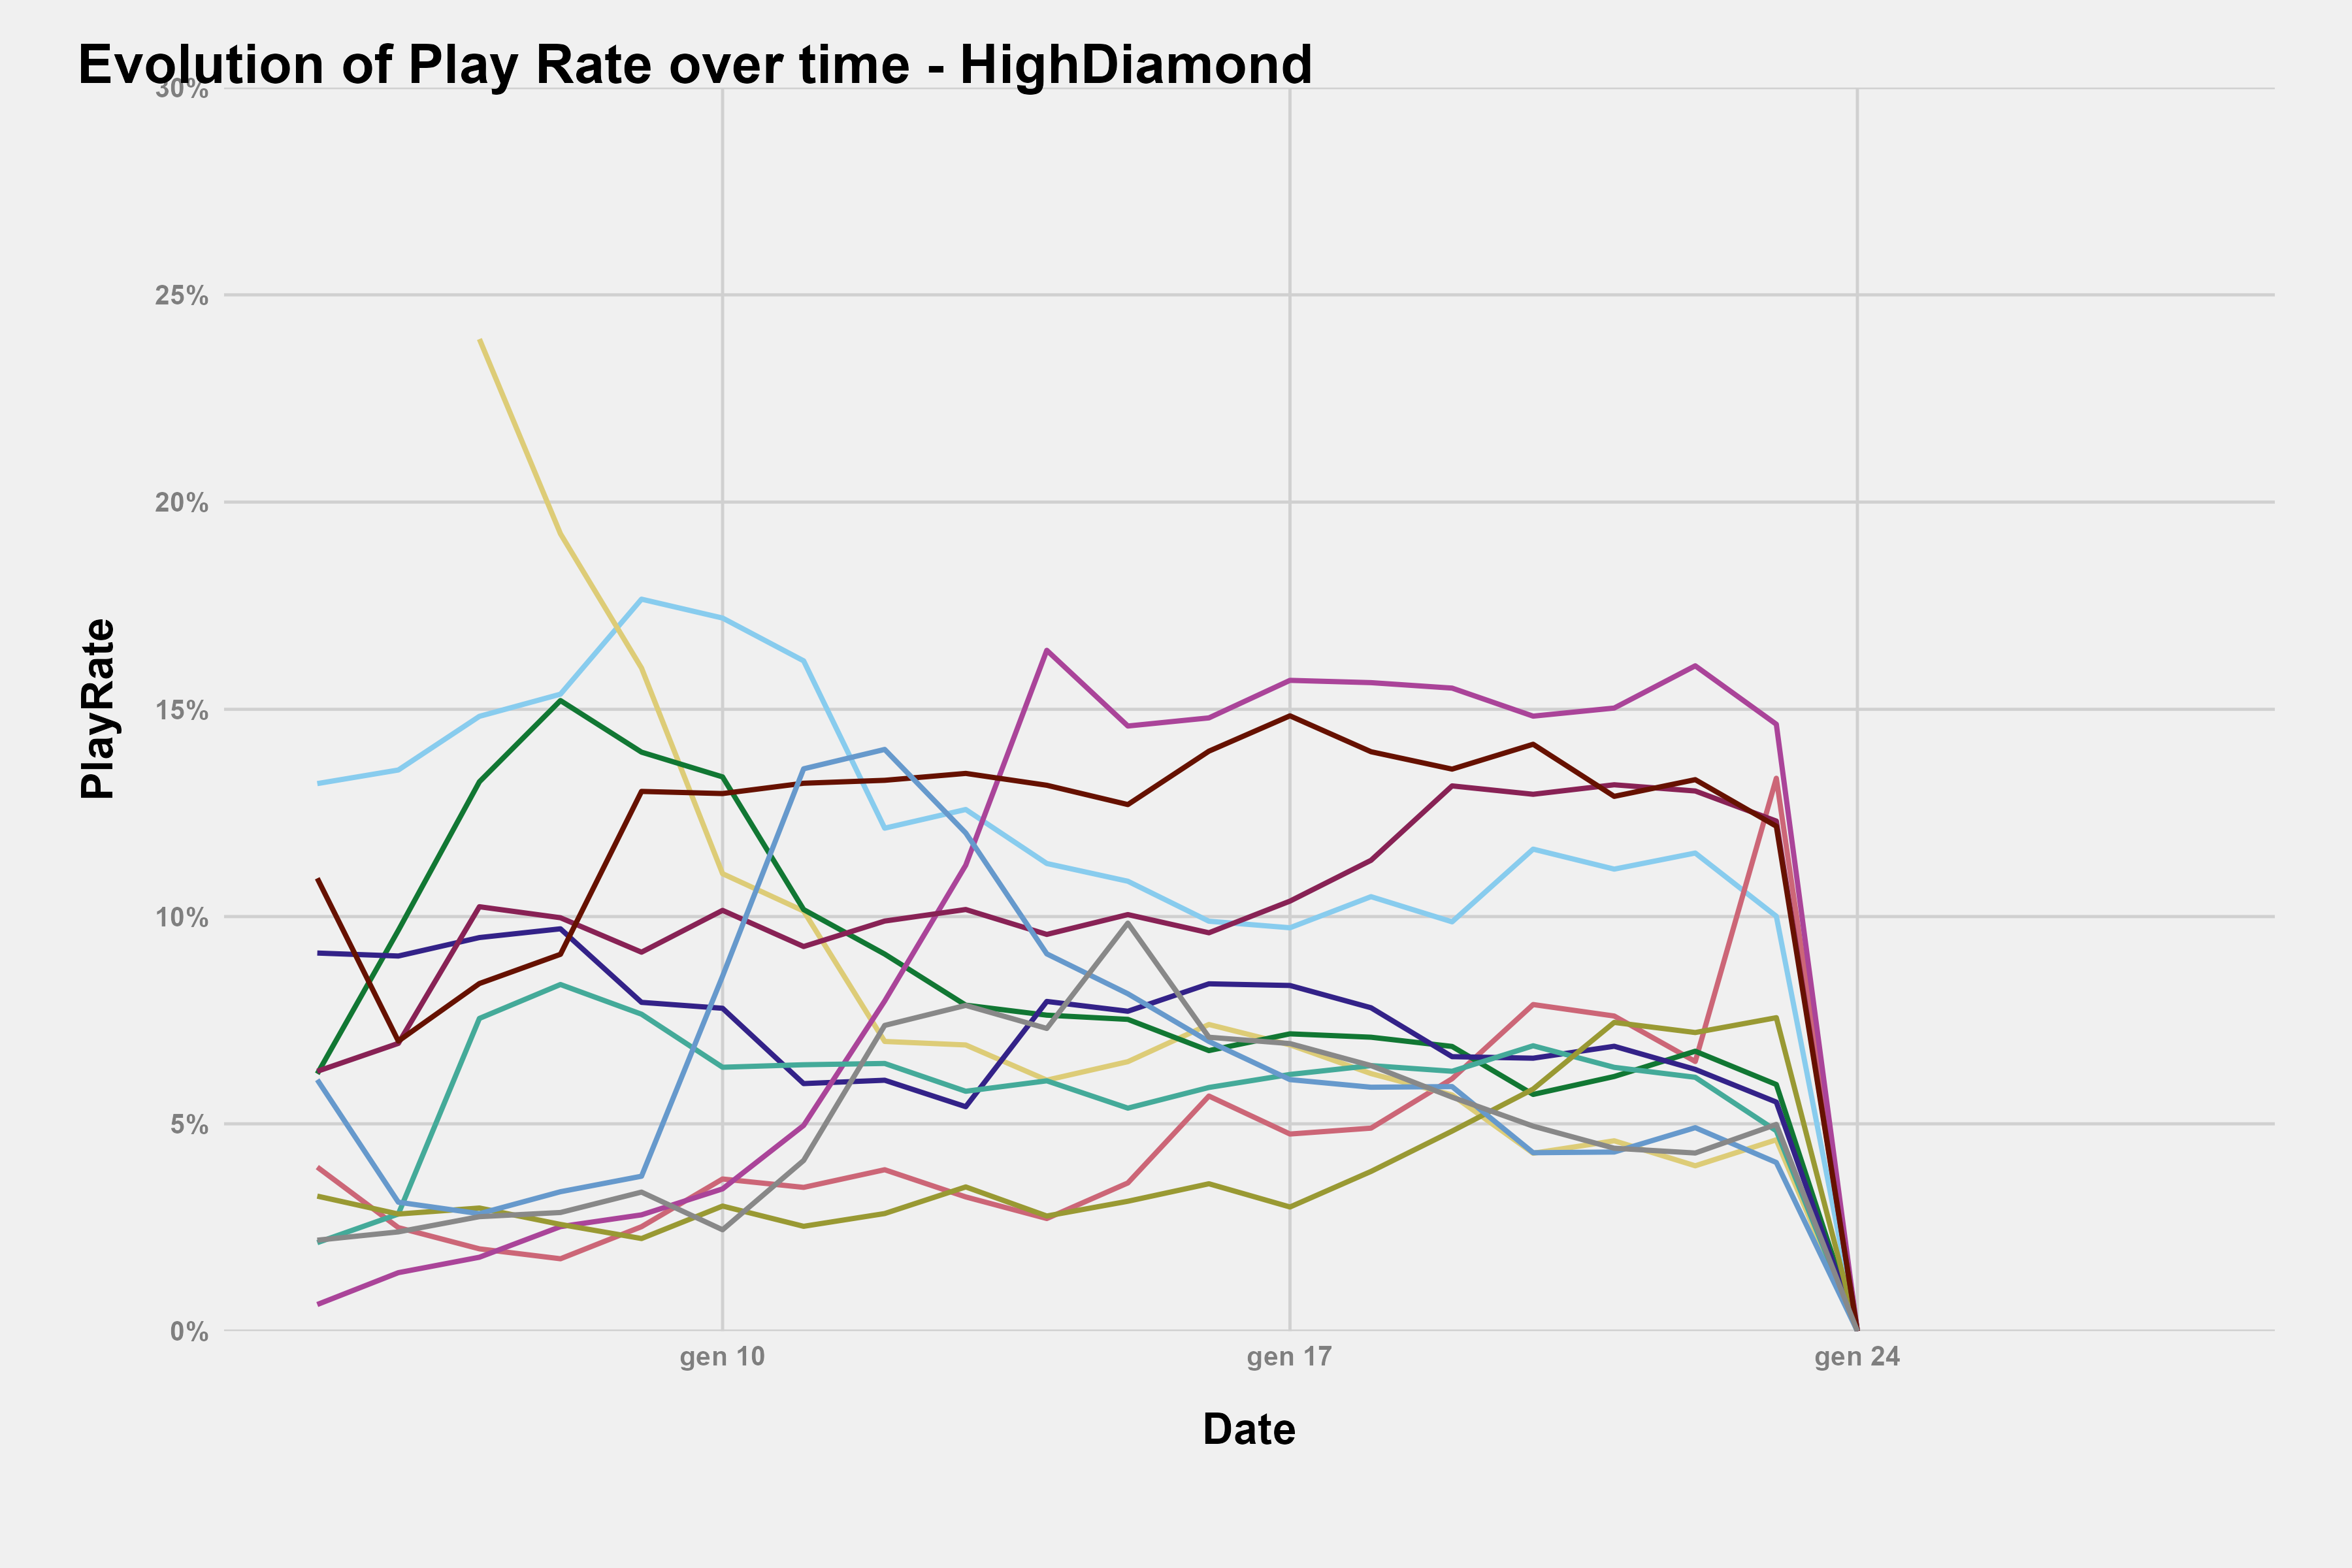 Evolution of Play Rate over time - HighDiamond
30%
25%
20%
15%
10%
5%
0%
PlayRate
gen 10
gen 17
gen 24
Date